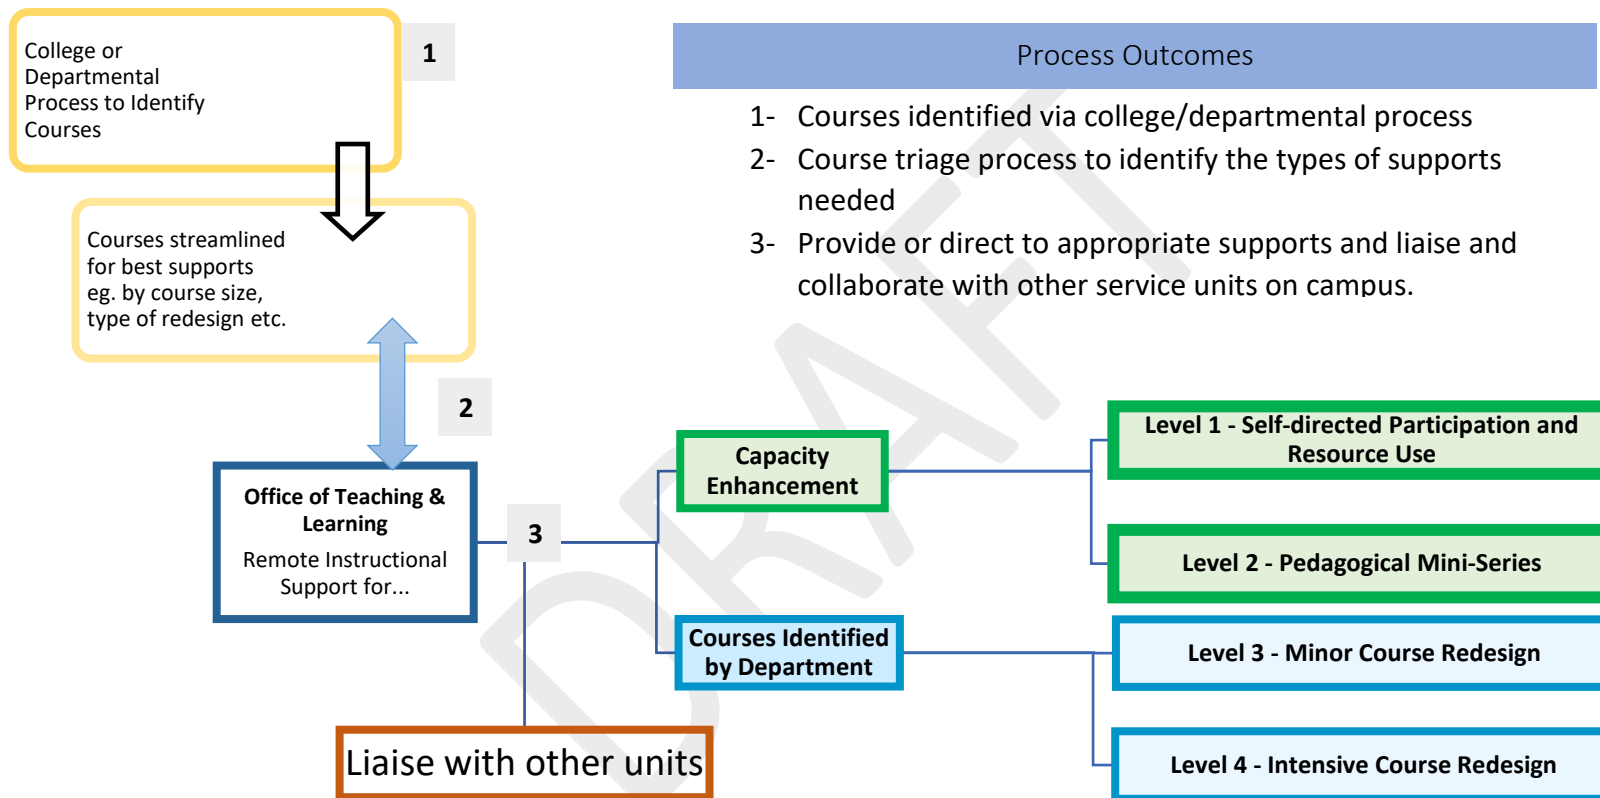 College or
Departmental
Process to Identify
Courses
1
Courses streamlined
for best supports
eg. by course size,
type of redesign etc.
2
Office of Teaching &
Learning
Remote Instructional
Support for...
3
Liaise with other units
Process Outcomes
1- Courses identified via college/departmental process
2- Course triage process to identify the types of supports
needed
3- Provide or direct to appropriate supports and liaise and
collaborate with other service units on campus.
Capacity
Enhancement
Level 1 - Self-directed Participation and
Resource Use
Level 2 - Pedagogical Mini-Series
Courses Identified
by Department
Level 3 - Minor Course Redesign
Level 4 - Intensive Course Redesign
DRAFT